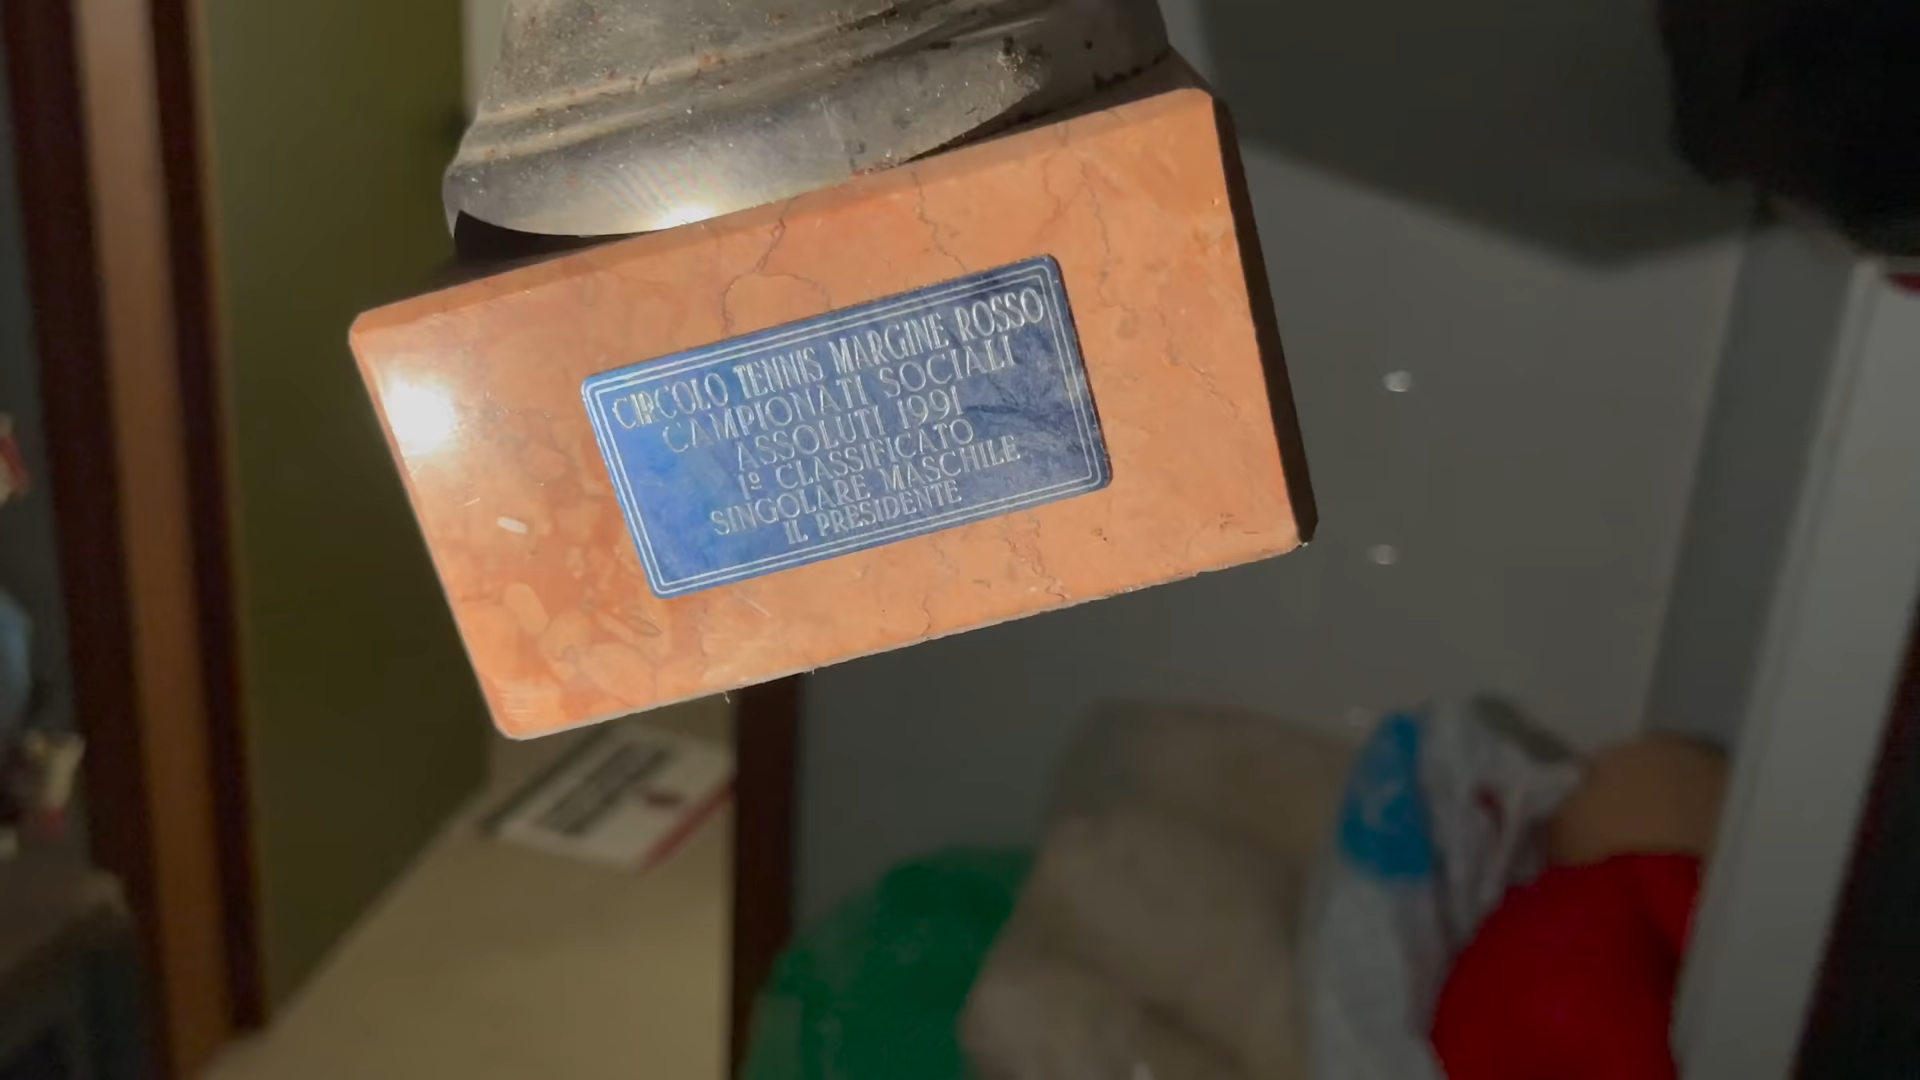 CIRCOLO TENNIS MARGINE ROSSO
CAMPIONATI SOCIALI
ASSOLUTI 1991
1º CLASSIFICATO
SINGOLARE MASCHILE
IL PRESIDENTE